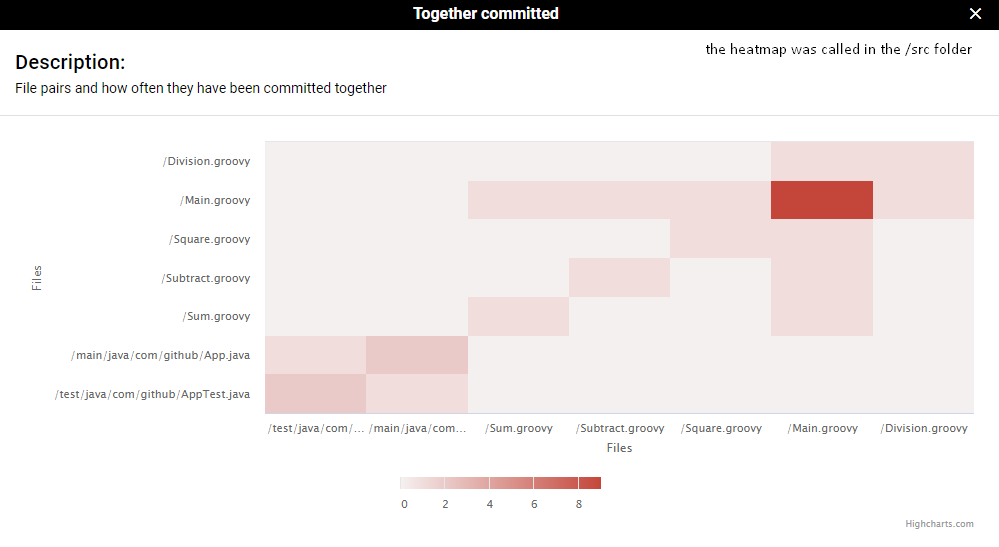 Together committed
the heatmap was called in the /src folder
Description:
File pairs and how often they have been committed together
/Division.groovy
/Main.groovy
/Square.groovy
/Subtract.groovy
/Sum.groovy
/main/java/com/github/App.java
/test/java/com/github/AppTest.java
Files
/test/java/com/... /main/java/com... /Sum.groovy /Subtract.groovy /Square.groovy /Main.groovy /Division.groovy
Files
0 2 4 6 8
Highcharts.com